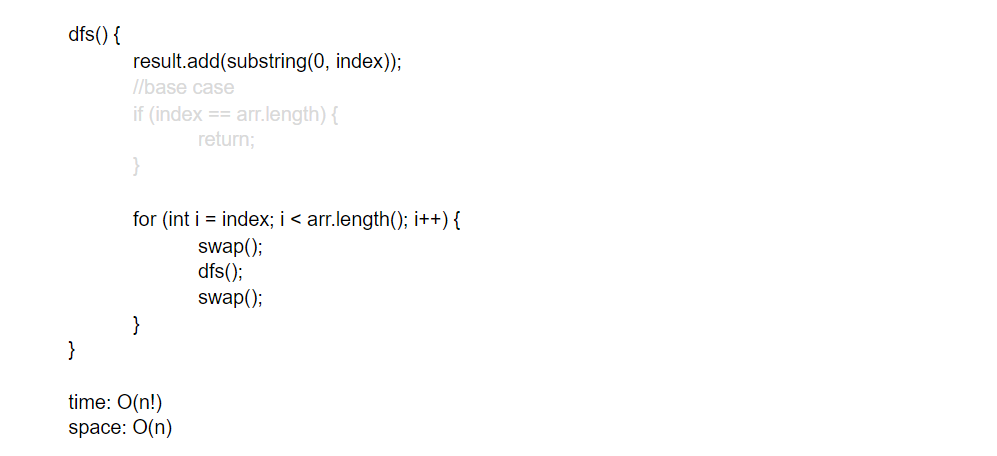 dfs() {
result.add(substring(0, index));
//base case
if (index == arr.length) {
return;
}
for (int i = index; i < arr.length(); i++) {
swap();
dfs();
swap();
}
}
time: O(n!)
space: O(n)